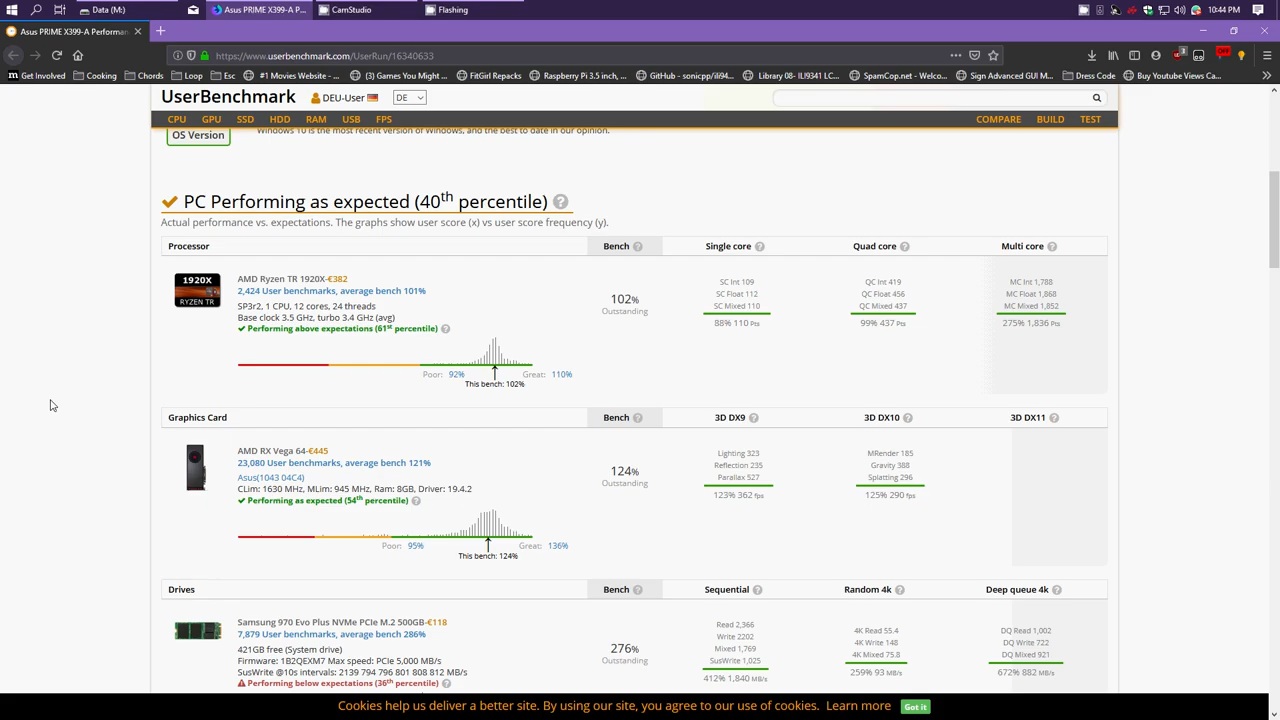 Data (M:)
Asus PRIME X399-A P...
CamStudio
Flashing
10:44 PM
Asus PRIME X399-A Performan
https://www.userbenchmark.com/UserRun/16340633
Get Involved
Cooking
Chords
Loop
Esc
#1 Movies Website -...
(3) Games You Might ...
FitGirl Repacks
Raspberry Pi 3.5 inch, ...
GitHub - sonicpp/ili94...
Library 08- ILI9341 LC...
SpamCop.net - Welco...
Sign Advanced GUI M...
Dress Code
Buy Youtube Views Ca...
UserBenchmark
DEU-User
DE
CPU GPU SSD HDD RAM USB FPS
COMPARE BUILD TEST
OS Version
Windows 10 is the most recent version of Windows, and the best to date in our opinion.
PC Performing as expected (40th percentile) ?
Actual performance vs. expectations. The graphs show user score (x) vs user score frequency (y).
Processor Bench ? Single core ? Quad core ? Multi core ?
1920X
RYZEN TR
AMD Ryzen TR 1920X-€382
2,424 User benchmarks, average bench 101%
SP3r2, 1 CPU, 12 cores, 24 threads
Base clock 3.5 GHz, turbo 3.4 GHz (avg)
Performing above expectations (61st percentile) ?
Poor: 92%
Great: 110%
This bench: 102%
102%
Outstanding
SC Int 109
SC Float 112
SC Mixed 110
88% 110 Pts
QC Int 419
QC Float 456
QC Mixed 437
99% 437 Pts
MC Int 1,788
MC Float 1,868
MC Mixed 1,852
275% 1,836 Pts
Graphics Card Bench ? 3D DX9 ? 3D DX10 ? 3D DX11 ?
AMD RX Vega 64-€445
23,080 User benchmarks, average bench 121%
Asus(1043 04C4)
CLim: 1630 MHz, MLim: 945 MHz, Ram: 8GB, Driver: 19.4.2
Performing as expected (54th percentile) ?
Poor: 95%
Great: 136%
This bench: 124%
124%
Outstanding
Lighting 323
Reflection 235
Parallax 527
123% 362 fps
MRender 185
Gravity 388
Splatting 296
125% 290 fps
Drives Bench ? Sequential ? Random 4k ? Deep queue 4k ?
Samsung 970 Evo Plus NVMe PCIe M.2 500GB-€118
7,879 User benchmarks, average bench 286%
421GB free (System drive)
Firmware: 1B2QEXM7 Max speed: PCIe 5,000 MB/s
SusWrite @10s intervals: 2139 794 796 801 808 812 MB/s
Performing below expectations (36th percentile) ?
276%
Outstanding
Read 2,366
Write 2202
Mixed 1,769
SusWrite 1,025
412% 1,840 MB/s
4K Read 55.4
4K Write 148
4K Mixed 75.8
259% 93 MB/s
DQ Read 1,002
DQ Write 722
DQ Mixed 921
672% 882 MB/s
Cookies help us deliver a better site. By using our site, you agree to our use of cookies. Learn more Got it